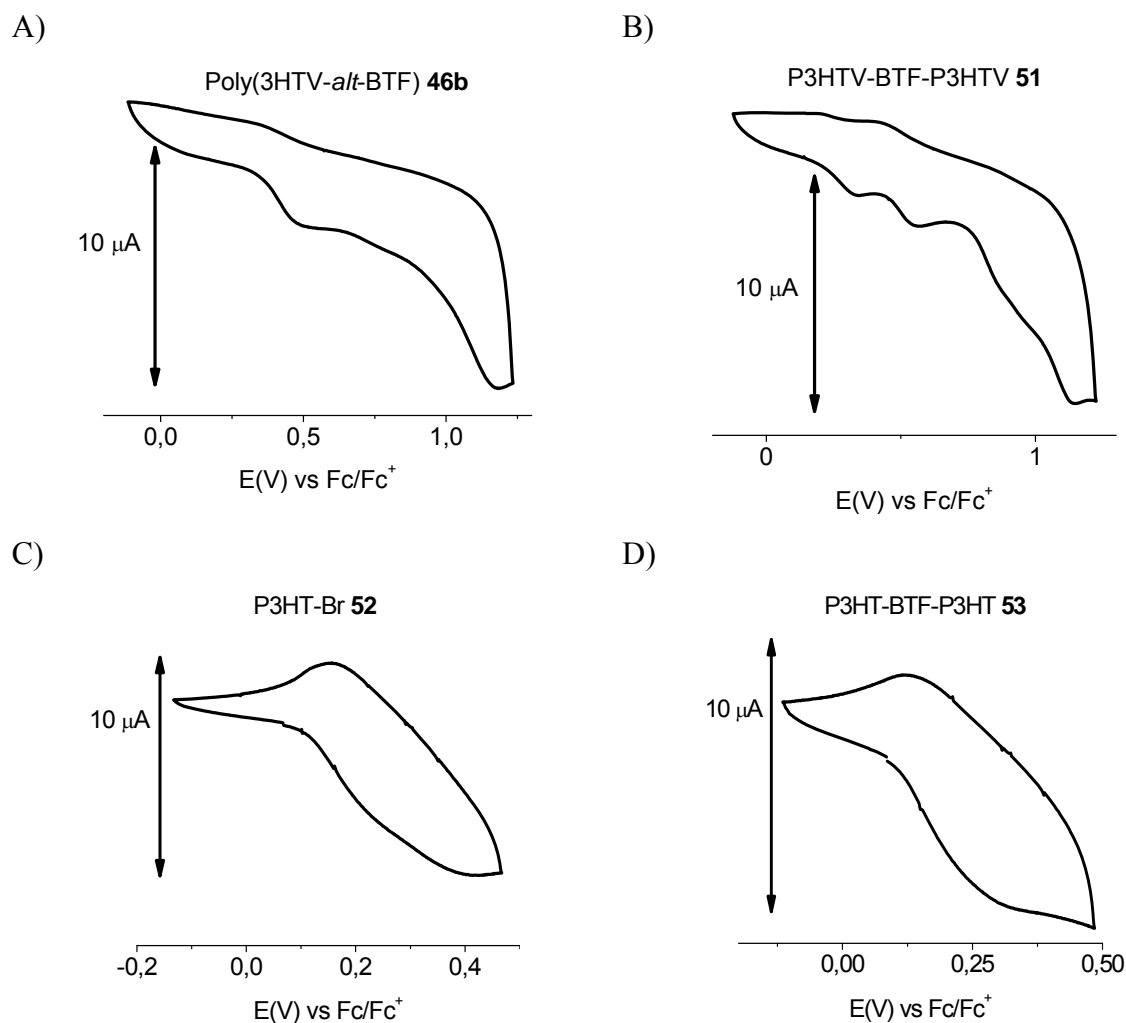 A)
Poly(3HTV-alt-BTF) 46b
10 μA
0,0 0,5 1,0
E(V) vs Fc/Fc+
B)
P3HTV-BTF-P3HTV 51
10 μA
0 1
E(V) vs Fc/Fc+
C)
P3HT-Br 52
10 μA
-0,2 0,0 0,2 0,4
E(V) vs Fc/Fc+
D)
P3HT-BTF-P3HT 53
10 μA
0,00 0,25 0,50
E(V) vs Fc/Fc+